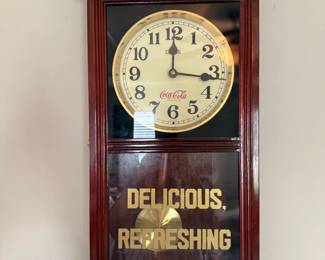 12
11 1
10 2
Coca-Cola
9 3
8 4
7 5
6
DELICIOUS,
REFRESHING